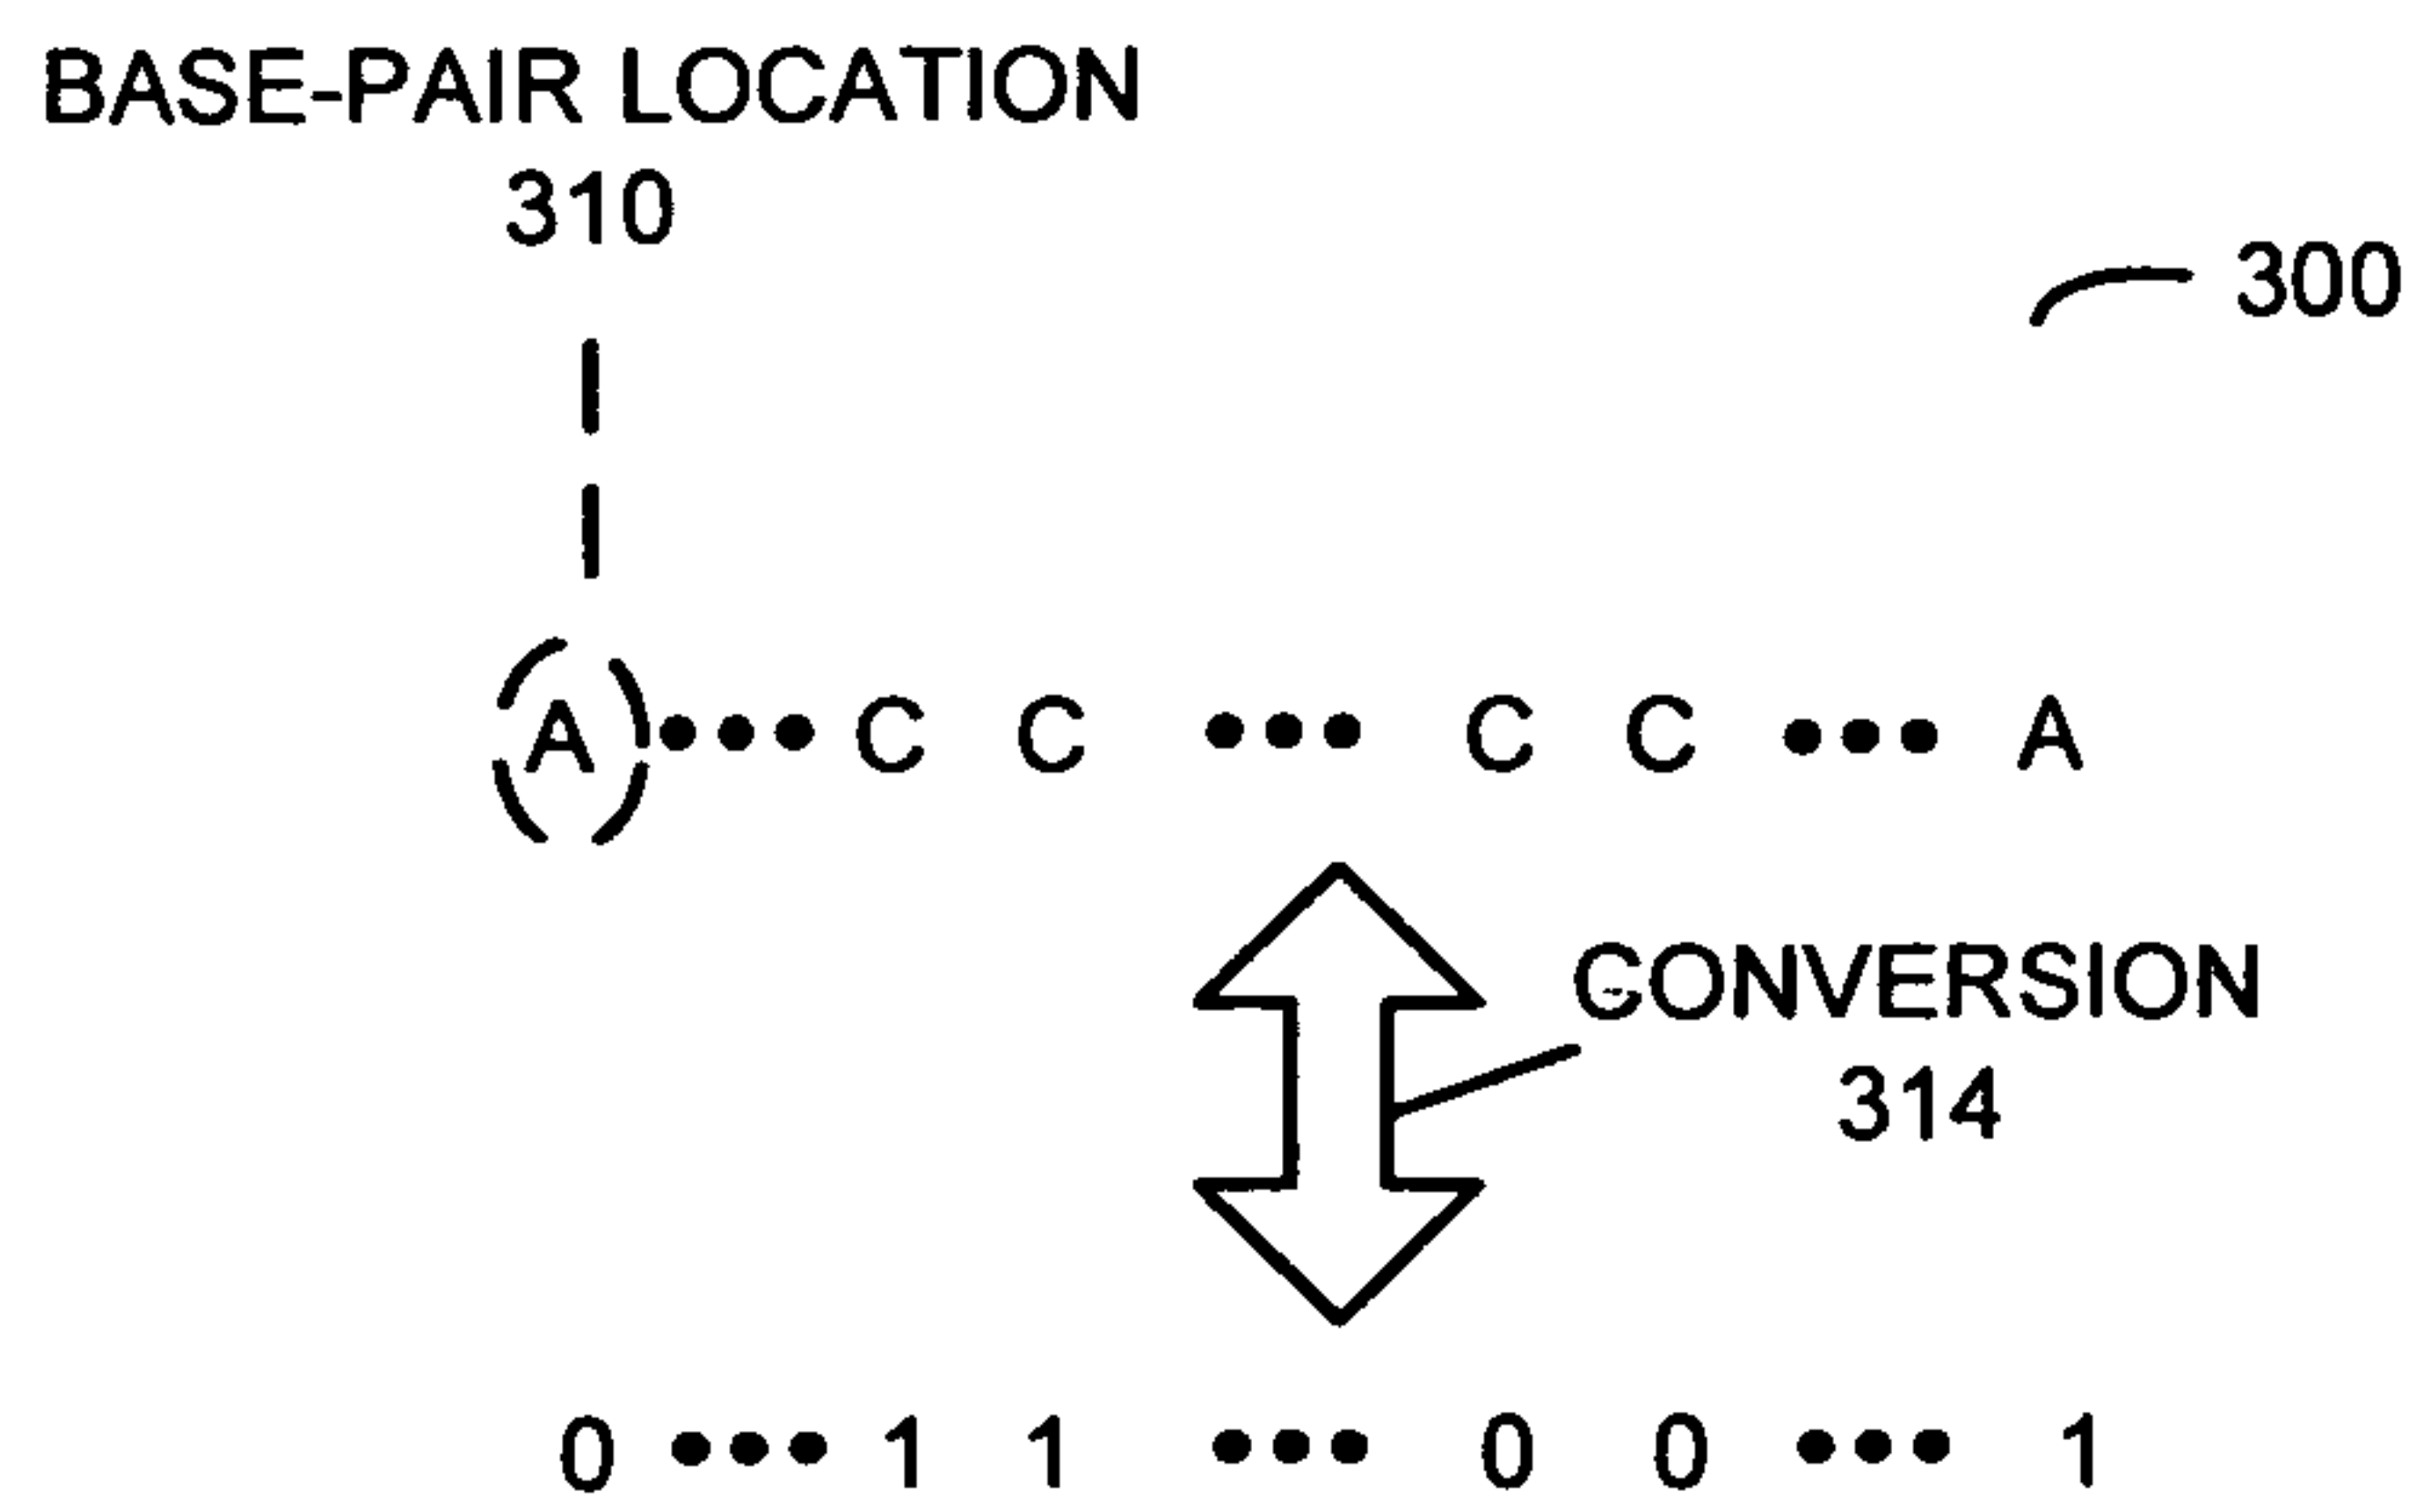 BASE-PAIR LOCATION
310
300
A ••• C C ••• C C ••• A
CONVERSION
314
0 ••• 1 1 ••• 0 0 ••• 1